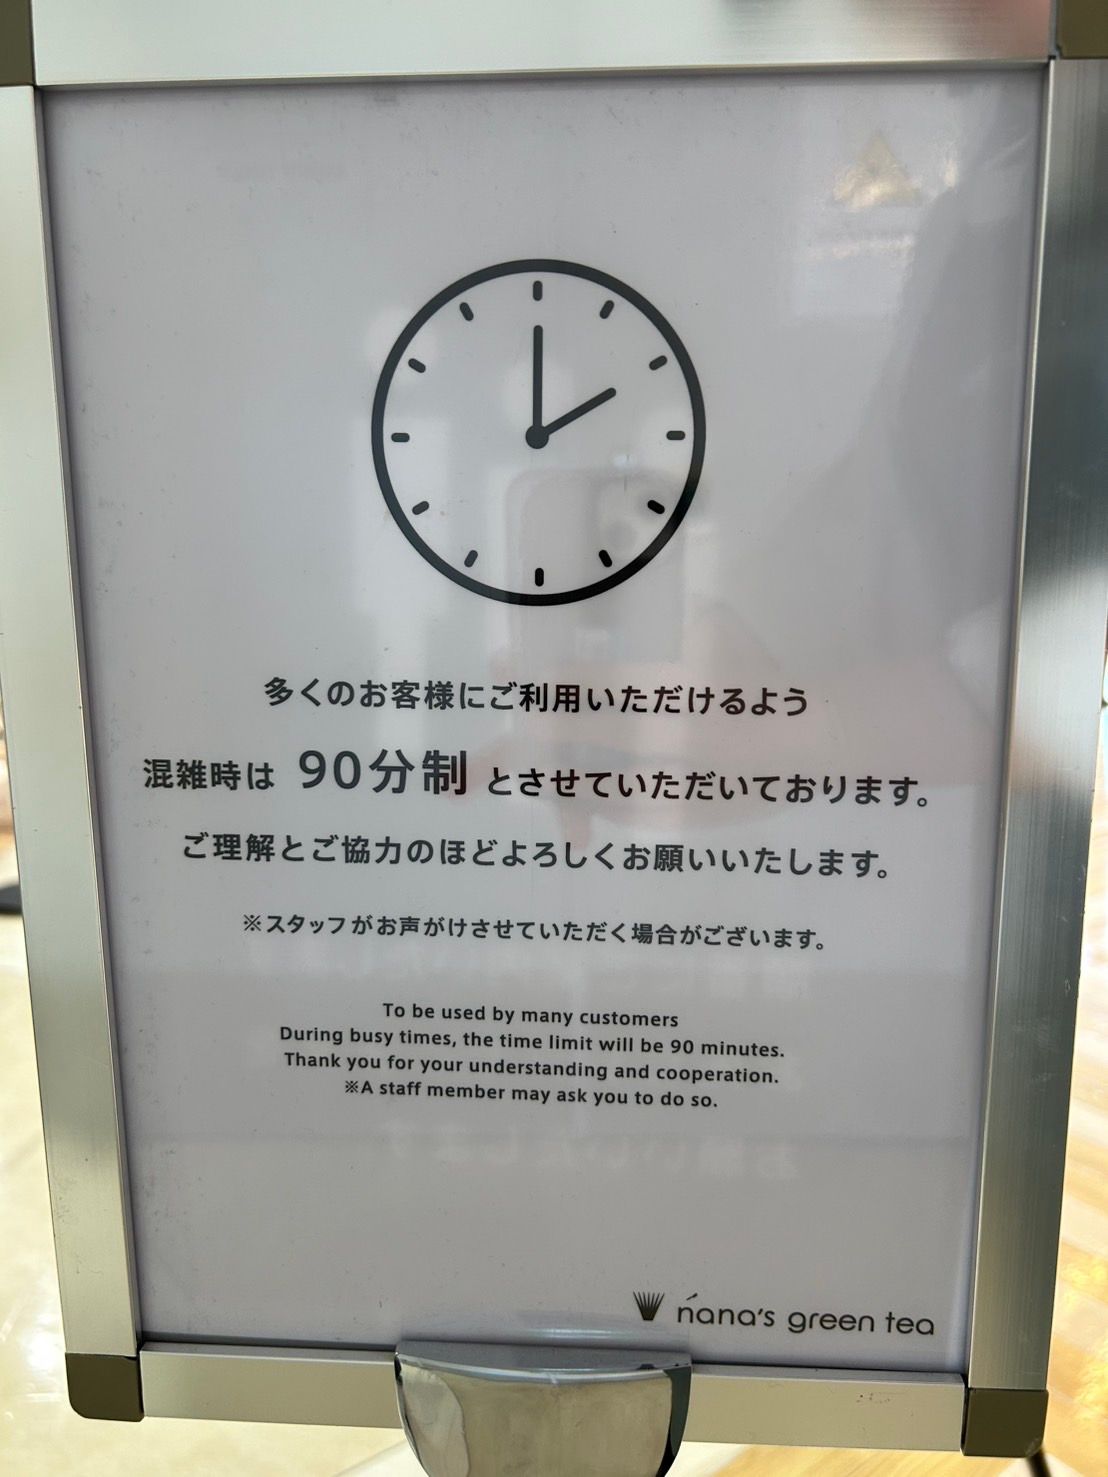 多くのお客様にご利用いただけるよう
混雑時は 90分制 とさせていただいております。
ご理解とご協力のほどよろしくお願いいたします。
※スタッフがお声がけさせていただく場合がございます。
To be used by many customers
During busy times, the time limit will be 90 minutes.
Thank you for your understanding and cooperation.
※A staff member may ask you to do so.
nana's green tea